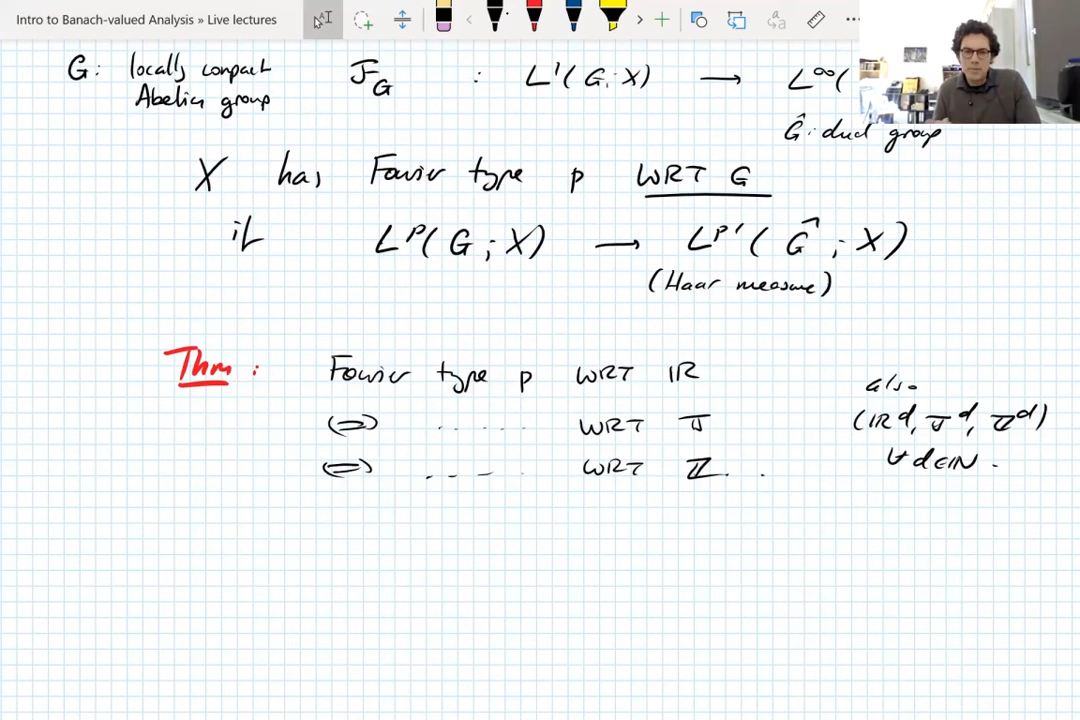 Intro to Banach-valued Analysis » Live lectures
G: locally compact F_G : L¹(G; X) ⟶ L^∞(
Abelian group
Ĝ: dual group
X has Fourier type p WRT G
if L^p(G; X) ⟶ L^p′(Ĝ; X)
(Haar measure)
Thm: Fourier type p WRT ℝ also
(⇔) ..... WRT 𝕋 (ℝ^d, 𝕋^d, ℤ^d)
(⇔) .... WRT ℤ. . ∀ d∈ℕ.